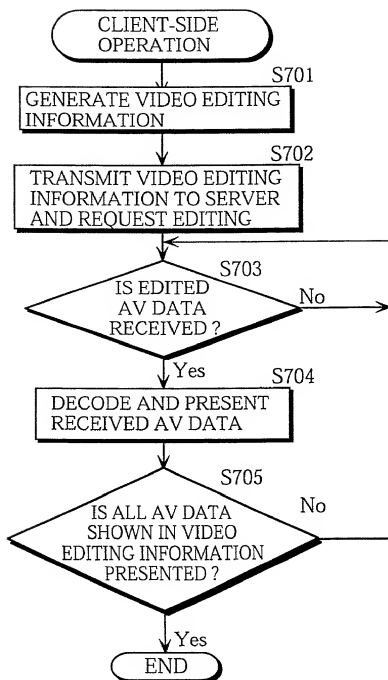 CLIENT-SIDE
OPERATION
S701
GENERATE VIDEO EDITING
INFORMATION
S702
TRANSMIT VIDEO EDITING
INFORMATION TO SERVER
AND REQUEST EDITING
S703
IS EDITED
AV DATA
RECEIVED ?
No
Yes
S704
DECODE AND PRESENT
RECEIVED AV DATA
S705
IS ALL AV DATA
SHOWN IN VIDEO
EDITING INFORMATION
PRESENTED ?
No
Yes
END